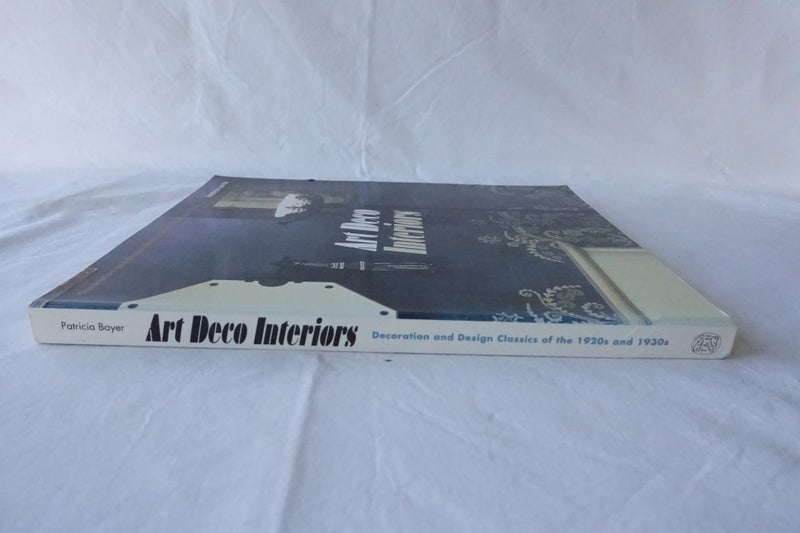 Art Deco
Interiors
Patricia Bayer
Art Deco Interiors
Decoration and Design Classics of the 1920s and 1930s